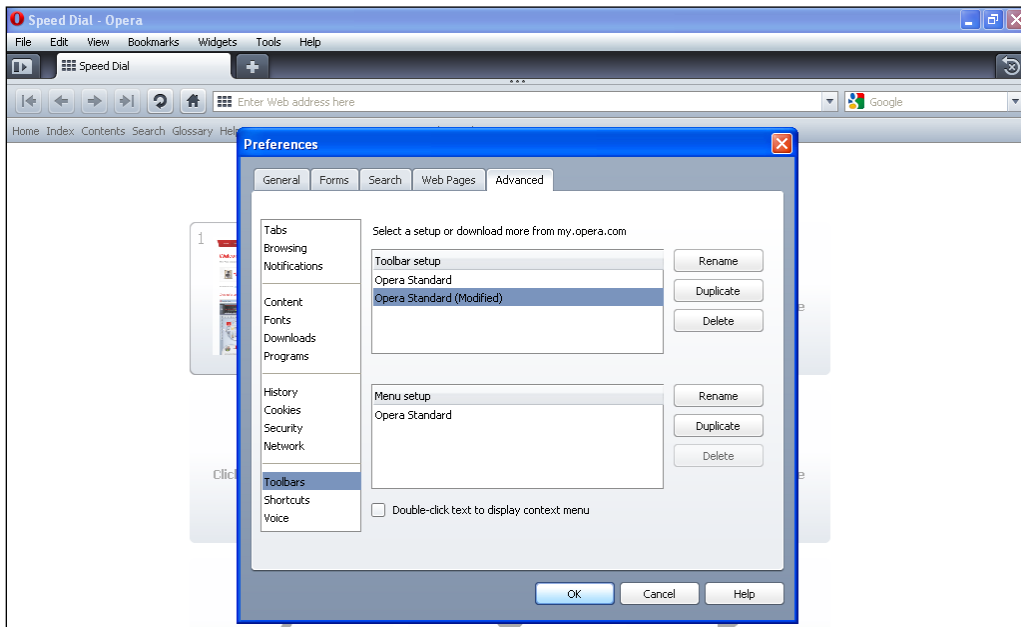 Speed Dial - Opera
File Edit View Bookmarks Widgets Tools Help
Speed Dial
Enter Web address here
Google
Home Index Contents Search Glossary Help
Preferences
General Forms Search Web Pages Advanced
Tabs
Browsing
Notifications
Content
Fonts
Downloads
Programs
History
Cookies
Security
Network
Toolbars
Shortcuts
Voice
Select a setup or download more from my.opera.com
Toolbar setup
Opera Standard
Opera Standard (Modified)
Rename
Duplicate
Delete
Menu setup
Opera Standard
Rename
Duplicate
Delete
Double-click text to display context menu
OK Cancel Help
1
Click
e
e